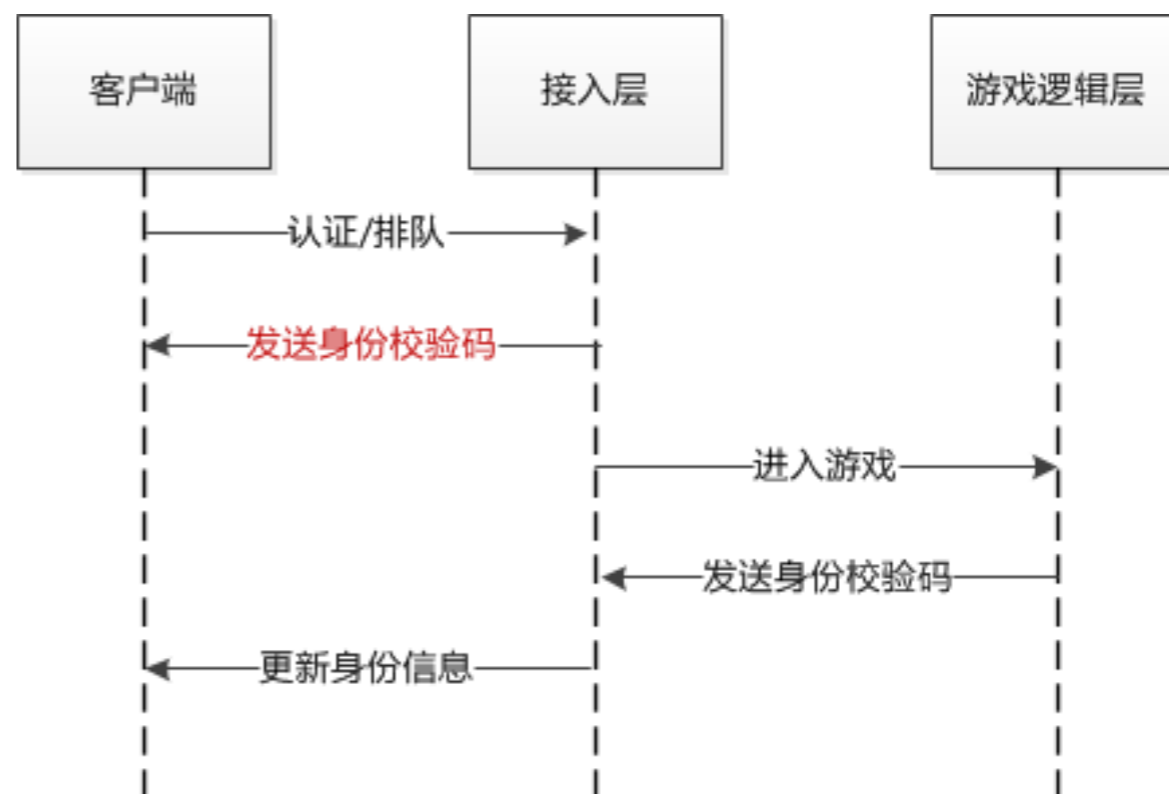 客户端
接入层
游戏逻辑层
认证/排队
发送身份校验码
进入游戏
发送身份校验码
更新身份信息